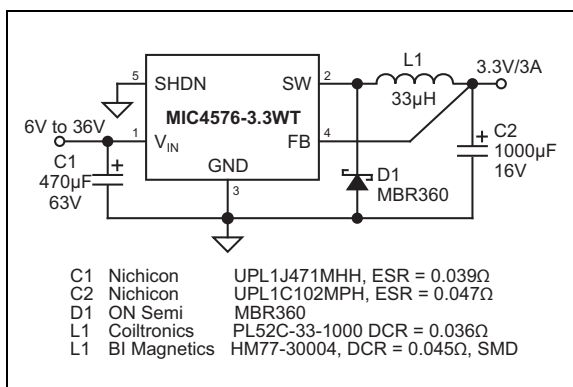 L1
33µH
3.3V/3A
5
SHDN
SW
2
MIC4576-3.3WT
6V to 36V
1
VIN
FB
4
C1
470µF
63V
GND
3
D1
MBR360
C2
1000µF
16V
+
+
C1 Nichicon UPL1J471MHH, ESR = 0.039Ω
C2 Nichicon UPL1C102MPH, ESR = 0.047Ω
D1 ON Semi MBR360
L1 Coiltronics PL52C-33-1000 DCR = 0.036Ω
L1 BI Magnetics HM77-30004, DCR = 0.045Ω, SMD